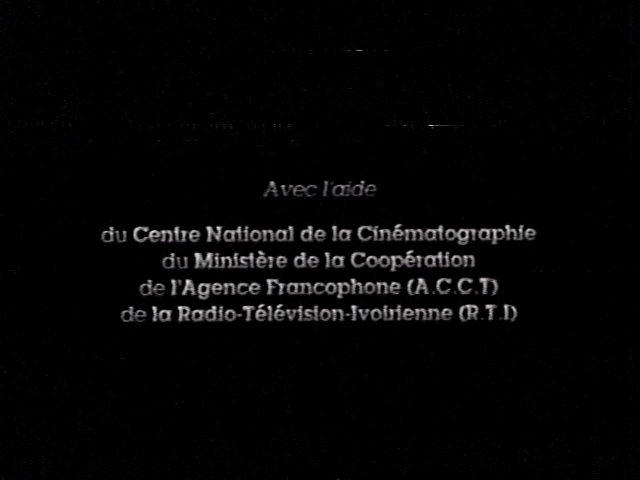 Avec l'aide
du Centre National de la Cinématographie
du Ministère de la Coopération
de l'Agence Francophone (A.C.C.T)
de la Radio-Télévision-Ivoirienne (R.T.I)